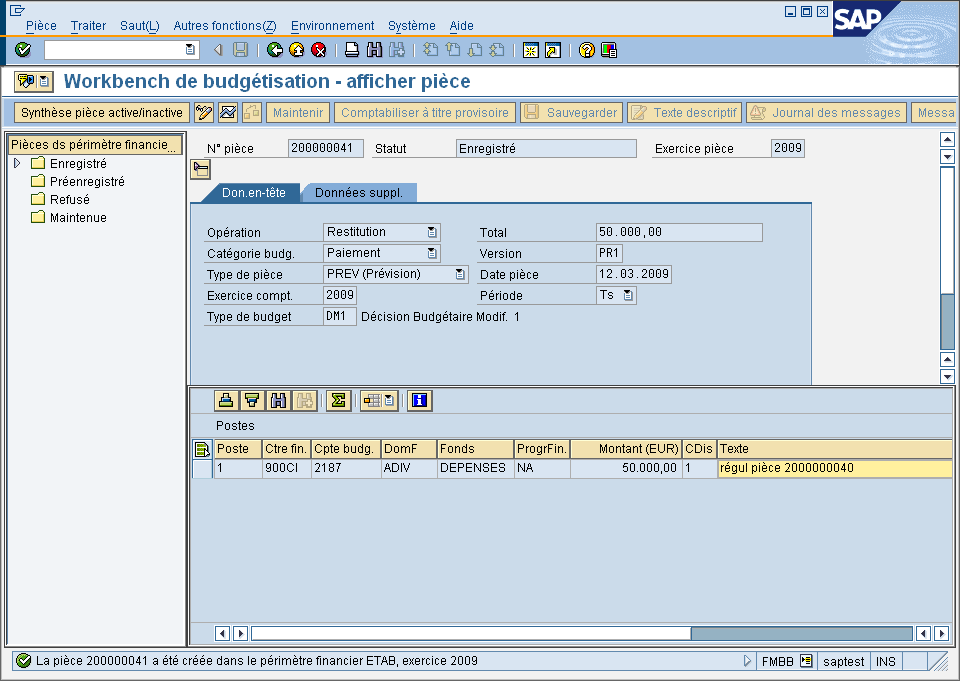 Pièce Traiter Saut(L) Autres fonctions(Z) Environnement Système Aide
SAP
Workbench de budgétisation - afficher pièce
Synthèse pièce active/inactive Maintenir Comptabiliser à titre provisoire Sauvegarder Texte descriptif Journal des messages Messa
Pièces ds périmètre financie...
Enregistré
Préenregistré
Refusé
Maintenue
N° pièce 200000041 Statut Enregistré Exercice pièce 2009
Don.en-tête Données suppl.
Opération Restitution Total 50.000,00
Catégorie budg. Paiement Version PR1
Type de pièce PREV (Prévision) Date pièce 12.03.2009
Exercice compt. 2009 Période Ts
Type de budget DM1 Décision Budgétaire Modif. 1
Postes
Poste Ctre fin. Cpte budg. DomF Fonds ProgrFin. Montant (EUR) CDis Texte
1 900CI 2187 ADIV DEPENSES NA 50.000,00 1 régul pièce 2000000040
La pièce 200000041 a été créée dans le périmètre financier ETAB, exercice 2009 FMBB saptest INS